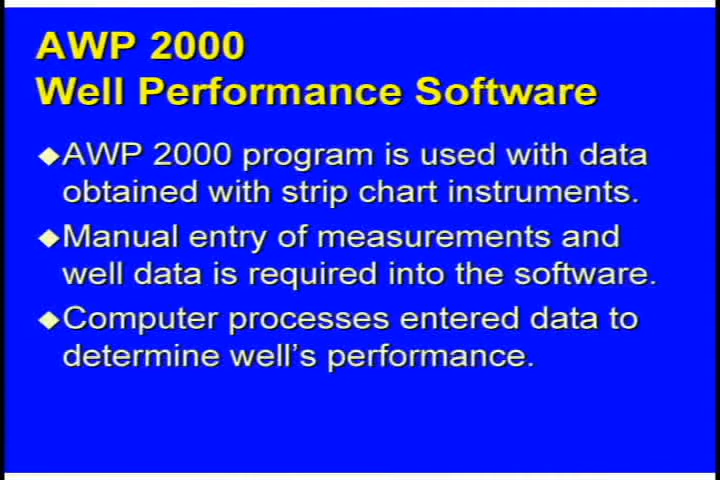 AWP 2000
Well Performance Software
◆AWP 2000 program is used with data
obtained with strip chart instruments.
◆Manual entry of measurements and
well data is required into the software.
◆Computer processes entered data to
determine well’s performance.